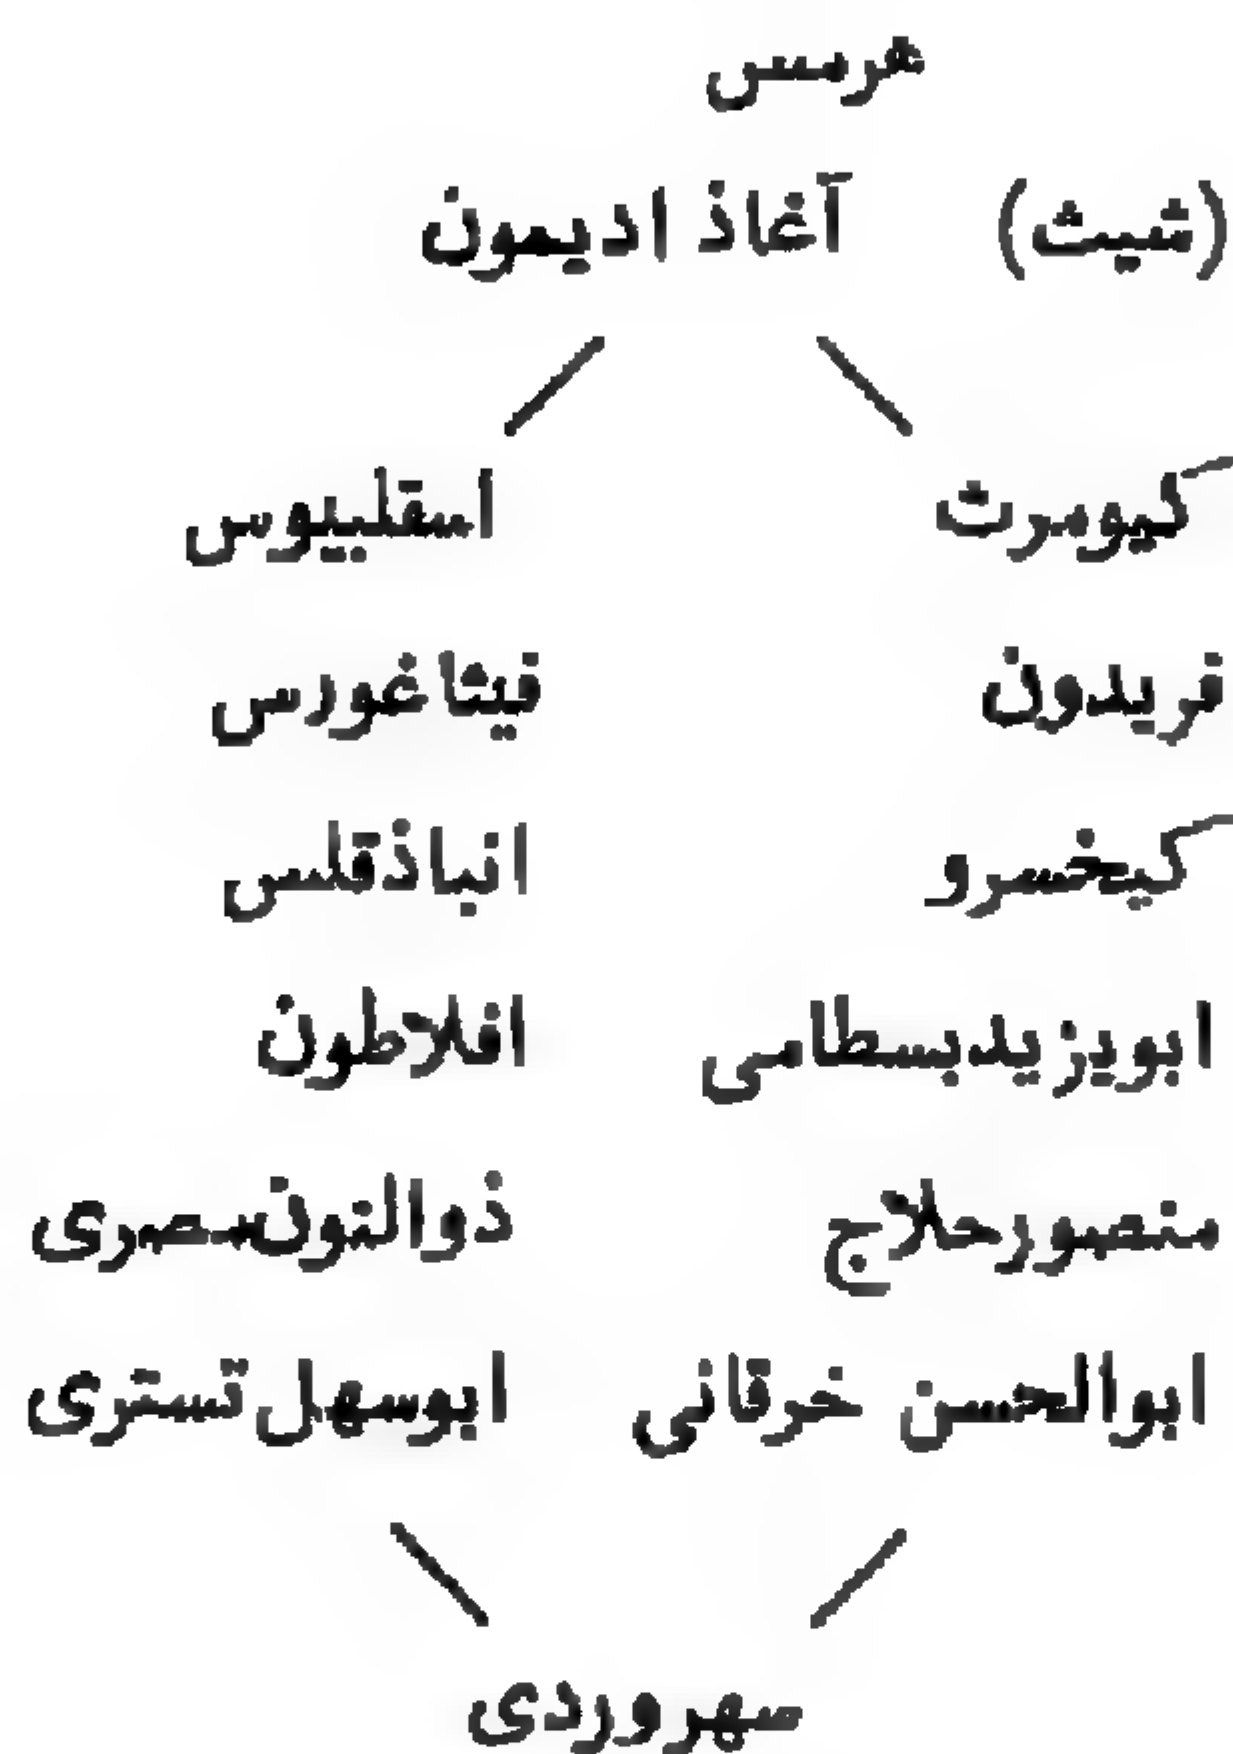 هرمس
(شیث) آغاذ ادیمون
کیومرث اسقلبیوس
فریدون فیثاغورس
کیخسرو انباذقلس
ابویزیدبسطامی افلاطون
منصورحلاج ذوالنون‌مصری
ابوالحسن خرقانی ابوسهل تستری
سهروردی